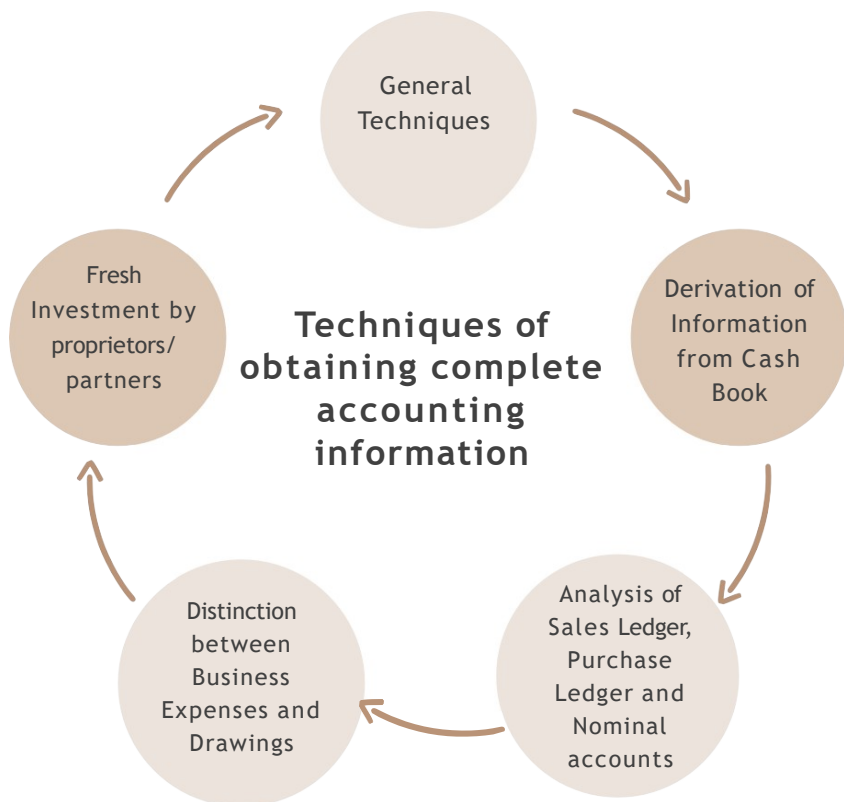 General
Techniques
Derivation of
Information
from Cash
Book
Analysis of
Sales Ledger,
Purchase
Ledger and
Nominal
accounts
Distinction
between
Business
Expenses and
Drawings
Fresh
Investment by
proprietors/
partners
Techniques of
obtaining complete
accounting
information